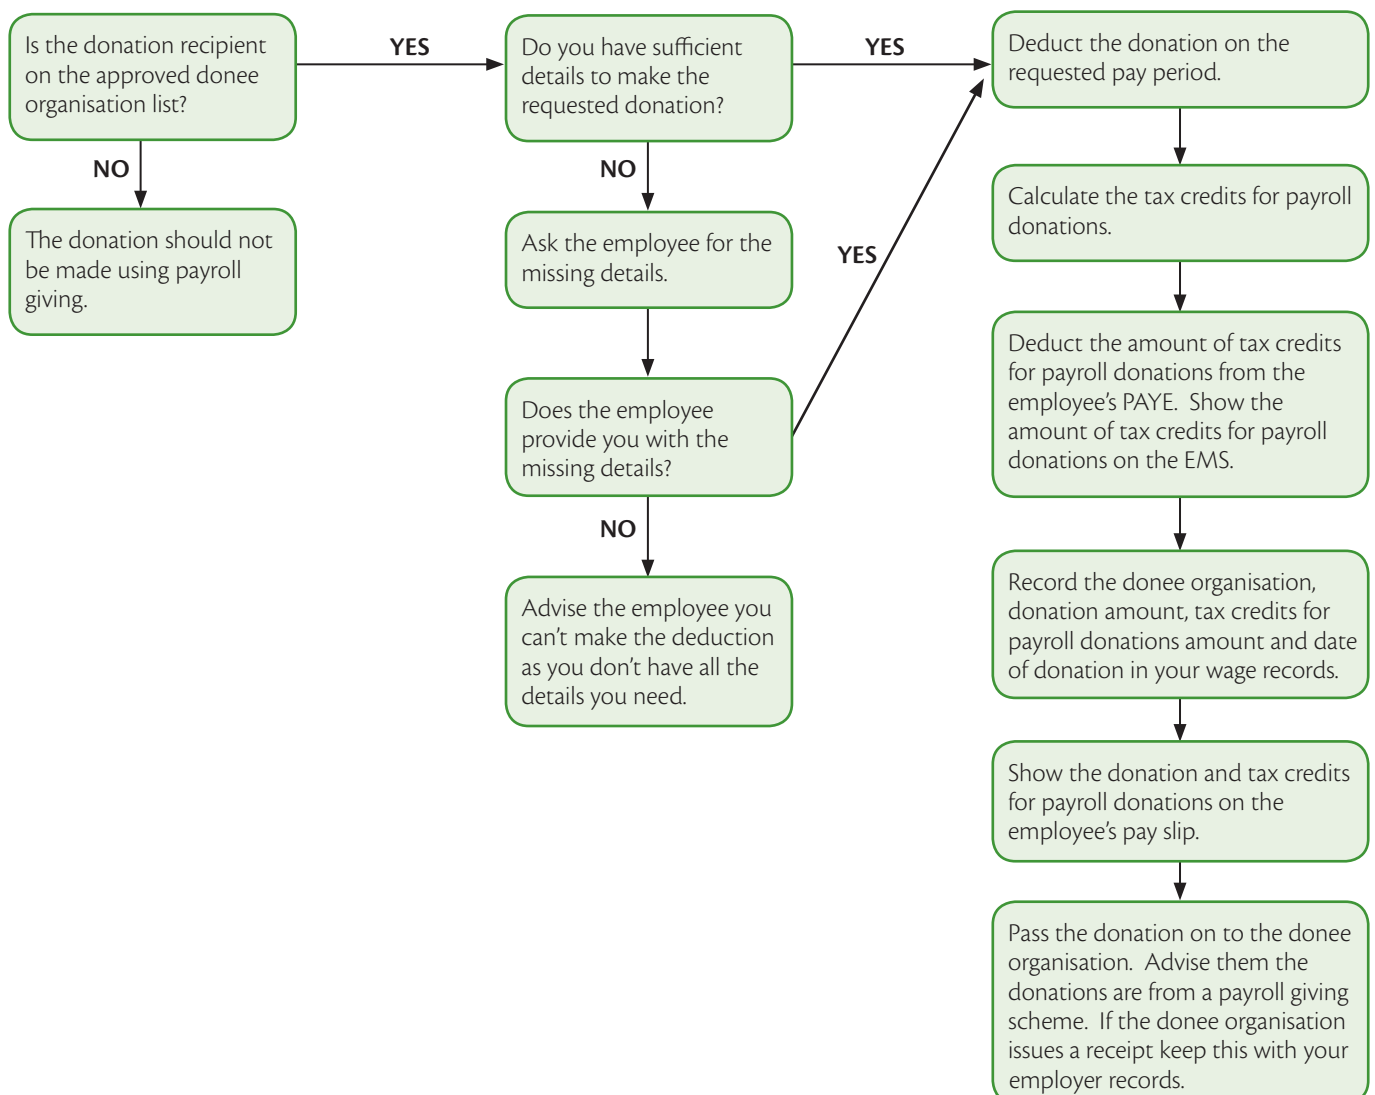 Is the donation recipient
on the approved donee
organisation list?
YES
NO
The donation should not
be made using payroll
giving.
Do you have sufficient
details to make the
requested donation?
YES
NO
Ask the employee for the
missing details.
Does the employee
provide you with the
missing details?
YES
NO
Advise the employee you
can't make the deduction
as you don't have all the
details you need.
Deduct the donation on the
requested pay period.
Calculate the tax credits for payroll
donations.
Deduct the amount of tax credits
for payroll donations from the
employee's PAYE. Show the
amount of tax credits for payroll
donations on the EMS.
Record the donee organisation,
donation amount, tax credits for
payroll donations amount and date
of donation in your wage records.
Show the donation and tax credits
for payroll donations on the
employee's pay slip.
Pass the donation on to the donee
organisation. Advise them the
donations are from a payroll giving
scheme. If the donee organisation
issues a receipt keep this with your
employer records.